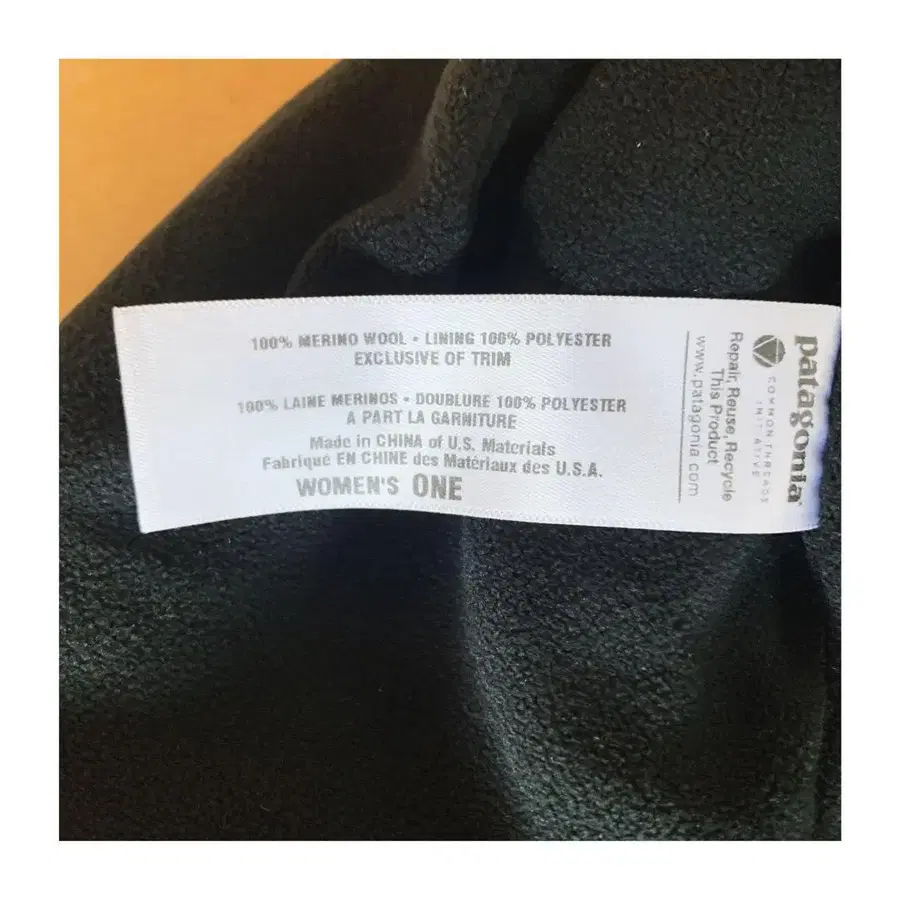 100% MERINO WOOL • LINING 100% POLYESTER
EXCLUSIVE OF TRIM
100% LAINE MERINOS • DOUBLURE 100% POLYESTER
A PART LA GARNITURE
Made in CHINA of U.S. Materials
Fabriqué EN CHINE des Matériaux des U.S.A.
WOMEN'S ONE
patagonia®
COMMON THREADS
INITIATIVE
Repair, Reuse, Recycle
This Product
www.patagonia.com